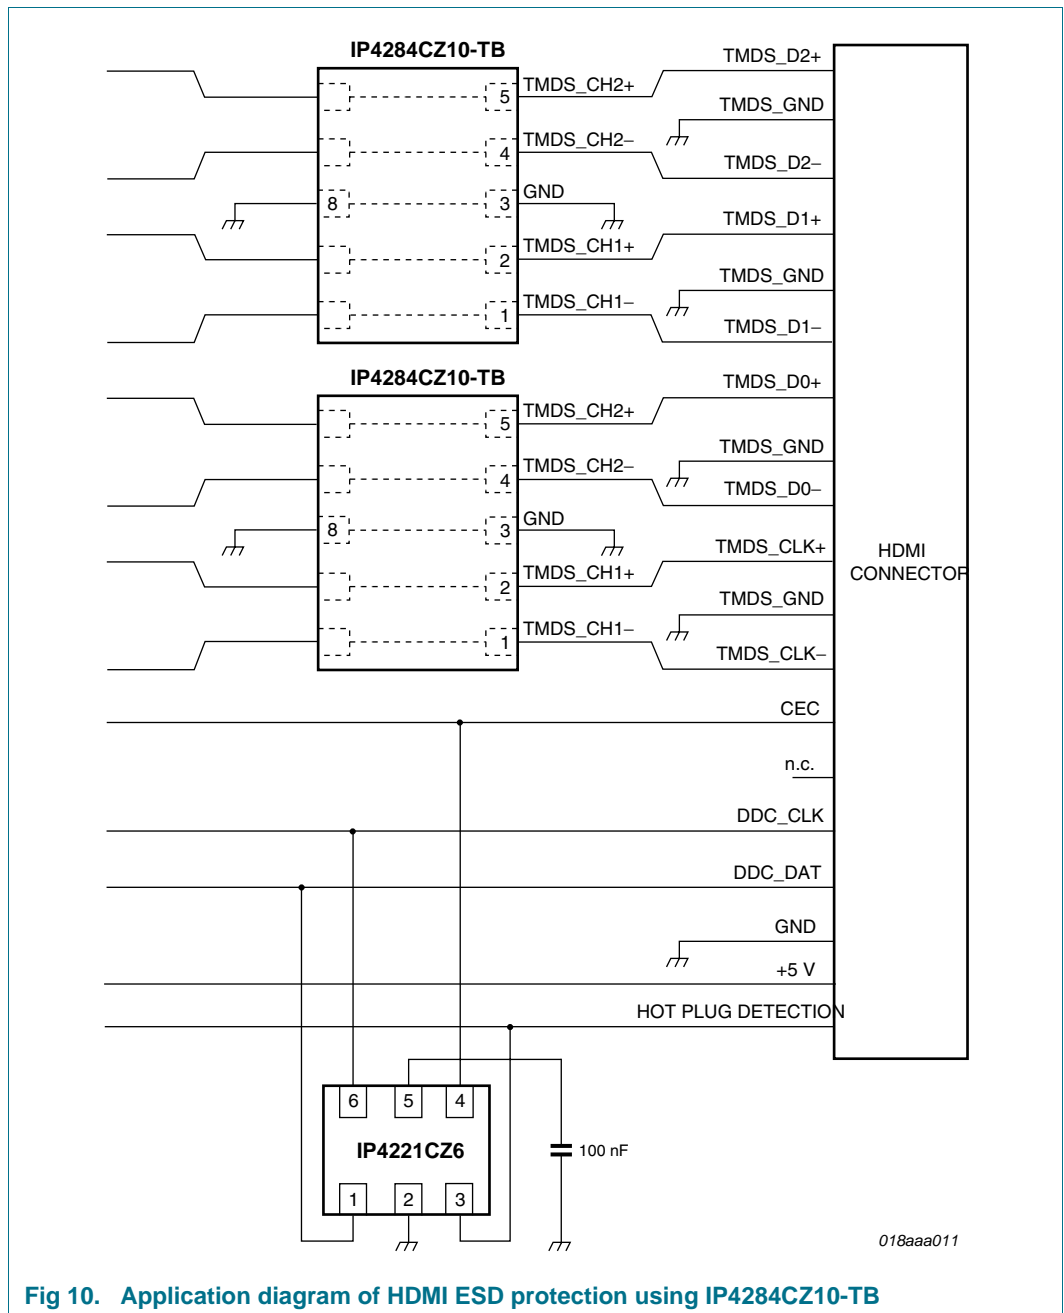 IP4284CZ10-TB
TMDS_D2+
5
TMDS_CH2+
TMDS_GND
4
TMDS_CH2−
TMDS_D2−
8
3
GND
TMDS_D1+
2
TMDS_CH1+
TMDS_GND
1
TMDS_CH1−
TMDS_D1−
IP4284CZ10-TB
TMDS_D0+
5
TMDS_CH2+
TMDS_GND
4
TMDS_CH2−
TMDS_D0−
8
3
GND
TMDS_CLK+
HDMI
CONNECTOR
2
TMDS_CH1+
TMDS_GND
1
TMDS_CH1−
TMDS_CLK−
CEC
n.c.
DDC_CLK
DDC_DAT
GND
+5 V
HOT PLUG DETECTION
6
5
4
IP4221CZ6
100 nF
1
2
3
018aaa011
Fig 10. Application diagram of HDMI ESD protection using IP4284CZ10-TB